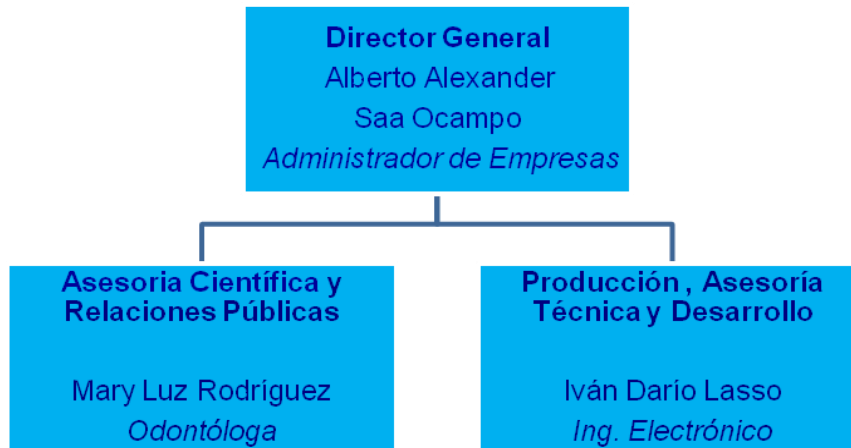 Director General
Alberto Alexander
Saa Ocampo
Administrador de Empresas
Asesoria Científica y
Relaciones Públicas
Mary Luz Rodríguez
Odontóloga
Producción , Asesoría
Técnica y Desarrollo
Iván Darío Lasso
Ing. Electrónico